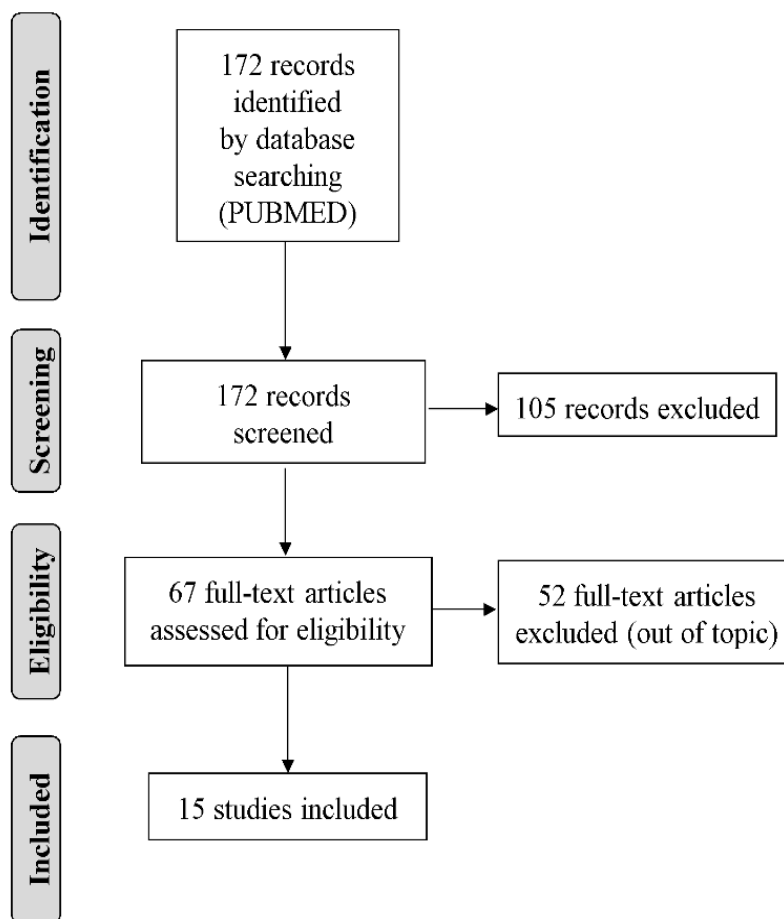 Identification
172 records
identified
by database
searching
(PUBMED)
Screening
172 records
screened
105 records excluded
Eligibility
67 full-text articles
assessed for eligibility
52 full-text articles
excluded (out of topic)
Included
15 studies included